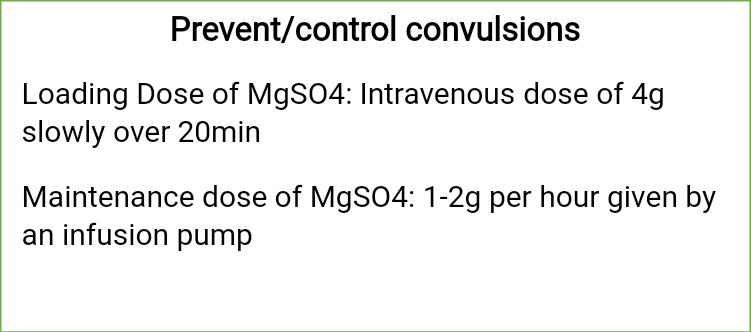 Prevent/control convulsions
Loading Dose of MgSO4: Intravenous dose of 4g
slowly over 20min
Maintenance dose of MgSO4: 1-2g per hour given by
an infusion pump